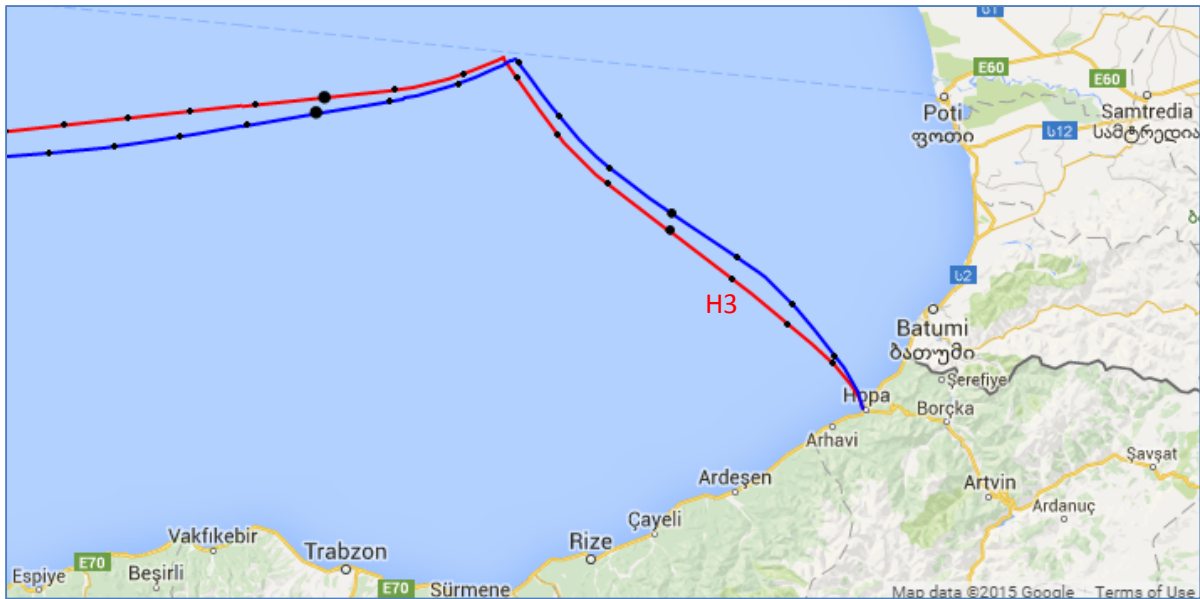 ს1
E60
E60
Poti
ფოთი
Samtredia
სამტრედია
ს12
ს2
H3
Batumi
ბათუმი
Şerefiye
Hopa
Borçka
Arhavi
Şavşat
Ardeşen
Artvin
Ardanuç
Çayeli
Vakfıkebir
Trabzon
Rize
E70
Espiye
Beşirli
E70
Sürmene
Map data ©2015 Google Terms of Use